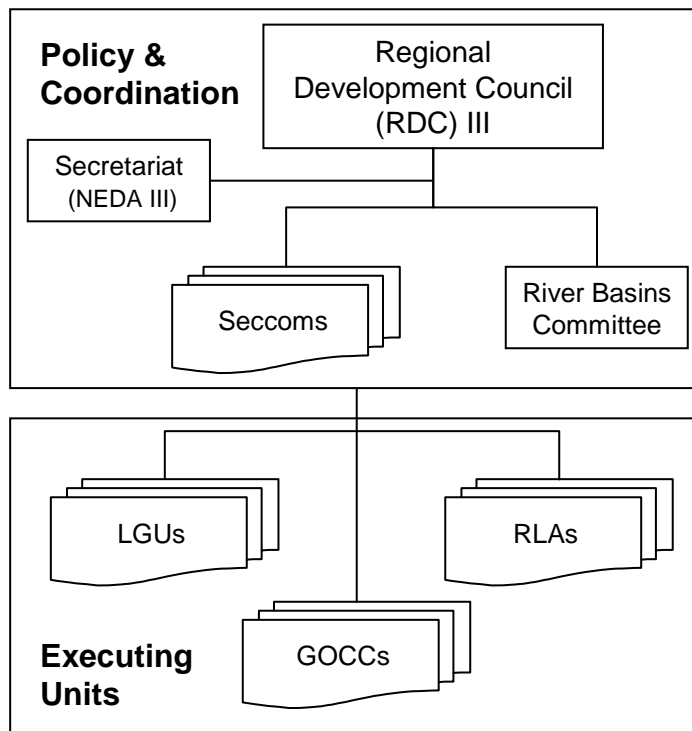 Policy &
Coordination
Regional
Development Council
(RDC) III
Secretariat
(NEDA III)
Seccoms
River Basins
Committee
LGUs
RLAs
GOCCs
Executing
Units